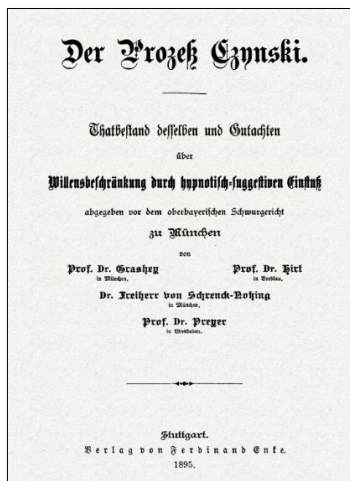 Der Prozeß Czynski.
Thatbestand desselben und Gutachten
über
Willensbeschränkung durch hypnotisch-suggestiven Einfluß
abgegeben vor dem oberbayerischen Schwurgericht
zu München
von
Prof. Dr. Grashey Prof. Dr. Hirt
in München, in Breslau,
Dr. Freiherr von Schrenck-Notzing
in München,
Prof. Dr. Preyer
in Wiesbaden.
Stuttgart.
Verlag von Ferdinand Enke.
1895.